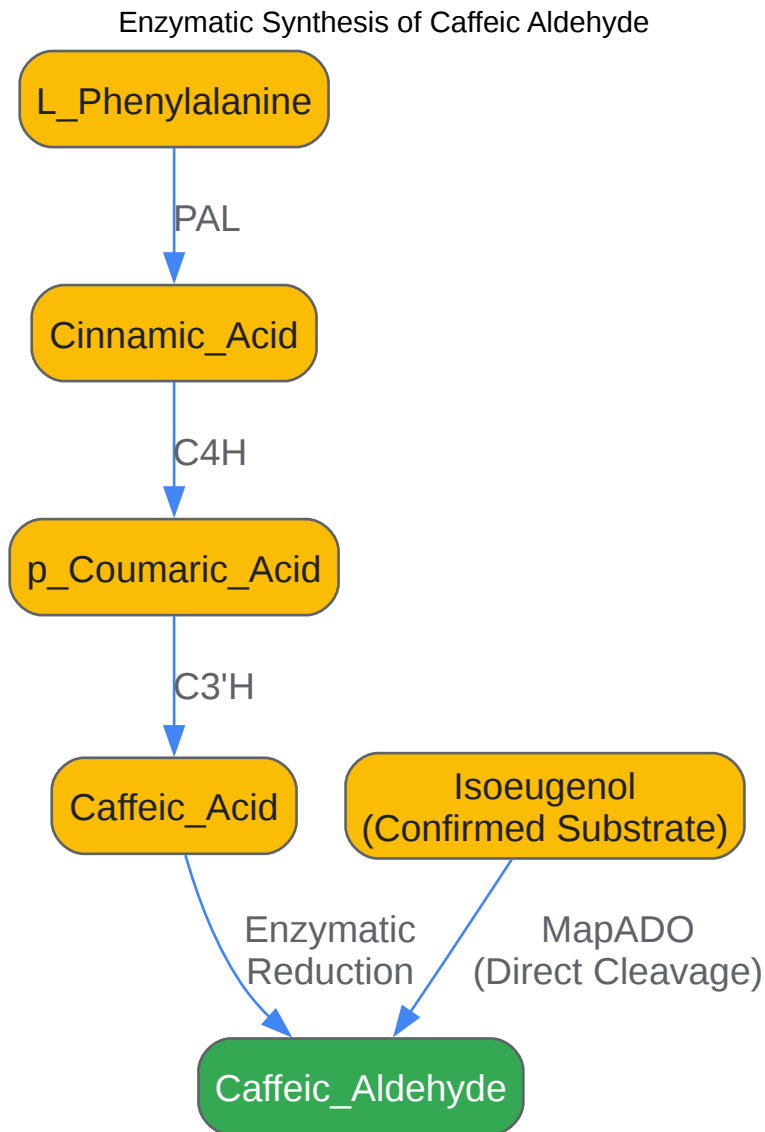 Enzymatic Synthesis of Caffeic Aldehyde
L_Phenylalanine
PAL
Cinnamic_Acid
C4H
p_Coumaric_Acid
C3'H
Caffeic_Acid
Isoeugenol
(Confirmed Substrate)
Enzymatic
Reduction
MapADO
(Direct Cleavage)
Caffeic_Aldehyde